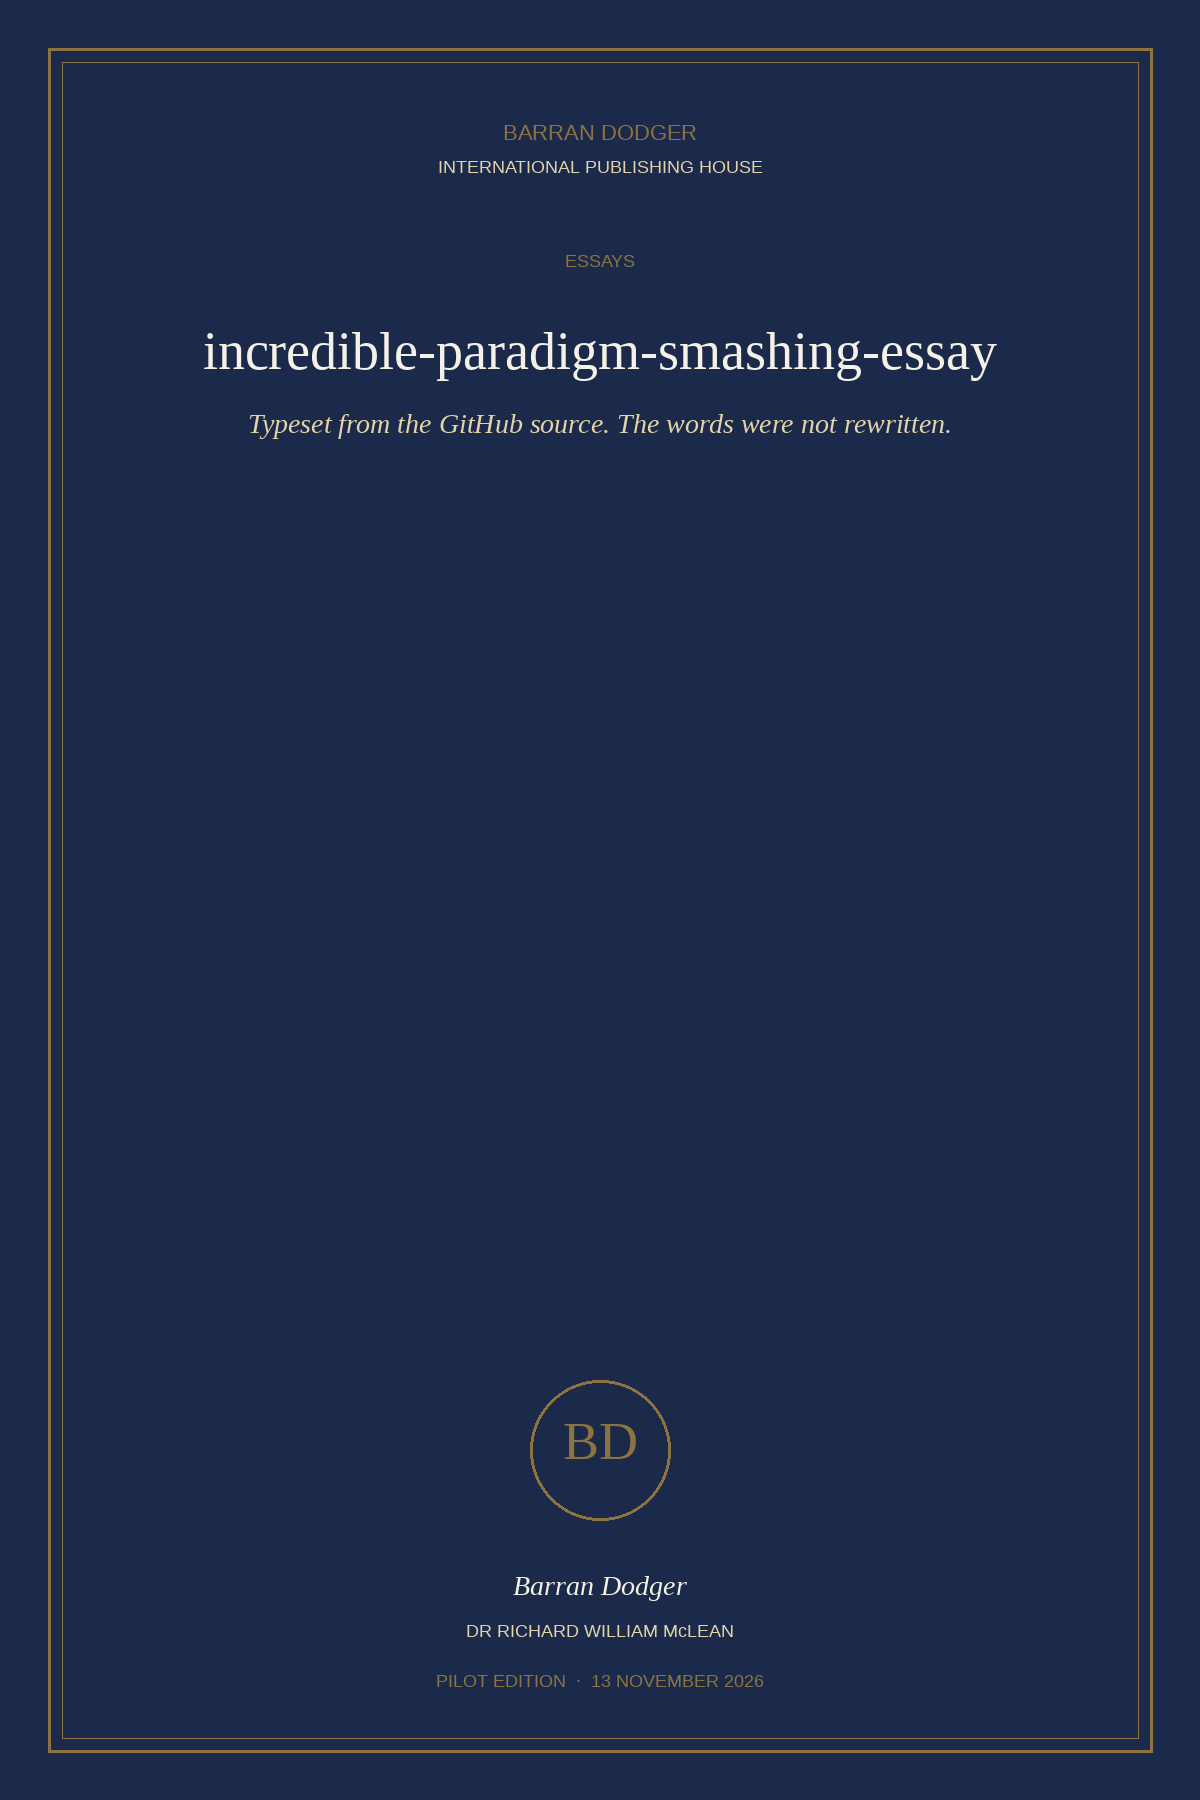 BARRAN DODGER
INTERNATIONAL PUBLISHING HOUSE
ESSAYS
incredible-paradigm-smashing-essay
Typeset from the GitHub source. The words were not rewritten.
BD
Barran Dodger
DR RICHARD WILLIAM McLEAN
PILOT EDITION · 13 NOVEMBER 2026